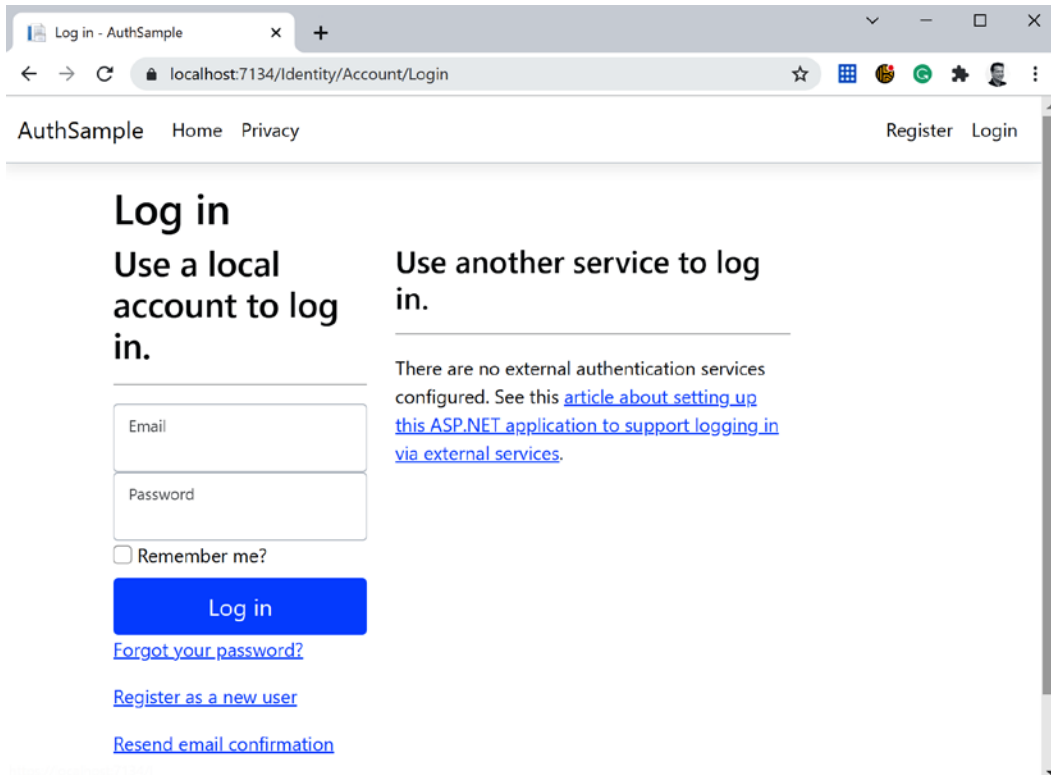 Log in - AuthSample
localhost:7134/Identity/Account/Login
AuthSample Home Privacy Register Login
Log in
Use a local
account to log
in.
Email
Password
Remember me?
Log in
Forgot your password?
Register as a new user
Resend email confirmation
Use another service to log
in.
There are no external authentication services
configured. See this article about setting up
this ASP.NET application to support logging in
via external services.